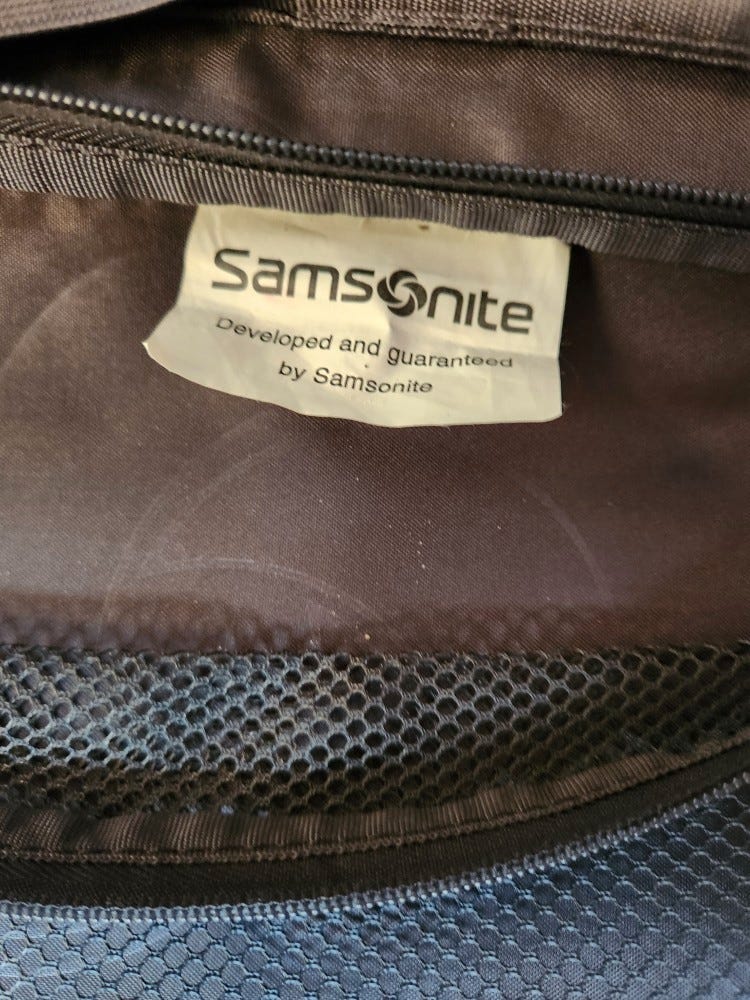 Samsonite
Developed and guaranteed
by Samsonite